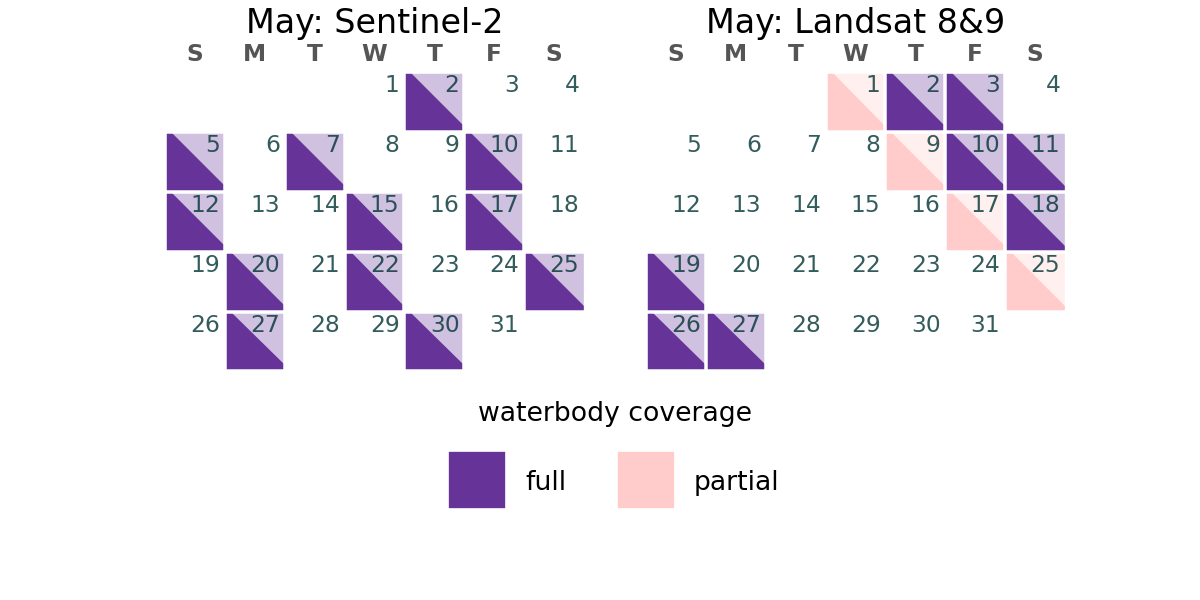 May: Sentinel-2
S M T W T F S
1 2 3 4
5 6 7 8 9 10 11
12 13 14 15 16 17 18
19 20 21 22 23 24 25
26 27 28 29 30 31
May: Landsat 8&9
S M T W T F S
1 2 3 4
5 6 7 8 9 10 11
12 13 14 15 16 17 18
19 20 21 22 23 24 25
26 27 28 29 30 31
waterbody coverage
full partial